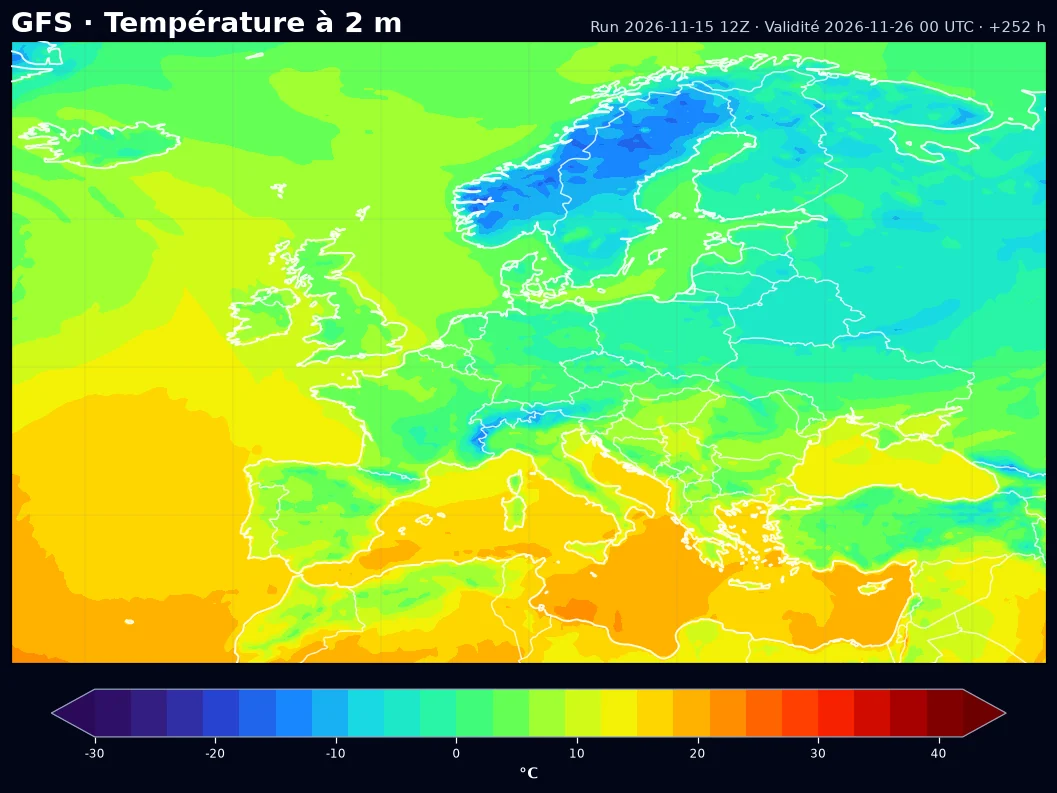 GFS · Température à 2 m
Run 2026-11-15 12Z · Validité 2026-11-26 00 UTC · +252 h
-30 -20 -10 0 10 20 30 40
°C